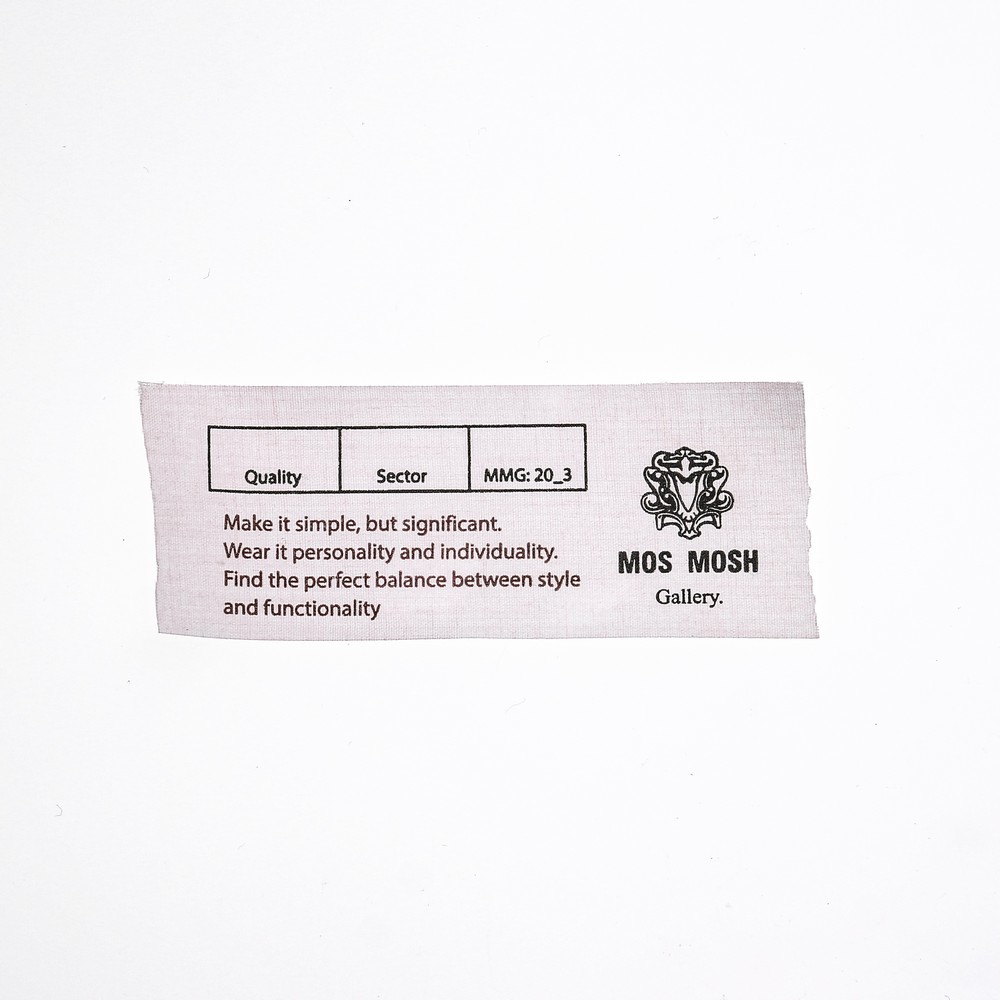 Quality Sector MMG: 20_3
Make it simple, but significant.
Wear it personality and individuality.
Find the perfect balance between style
and functionality
MOS MOSH
Gallery.